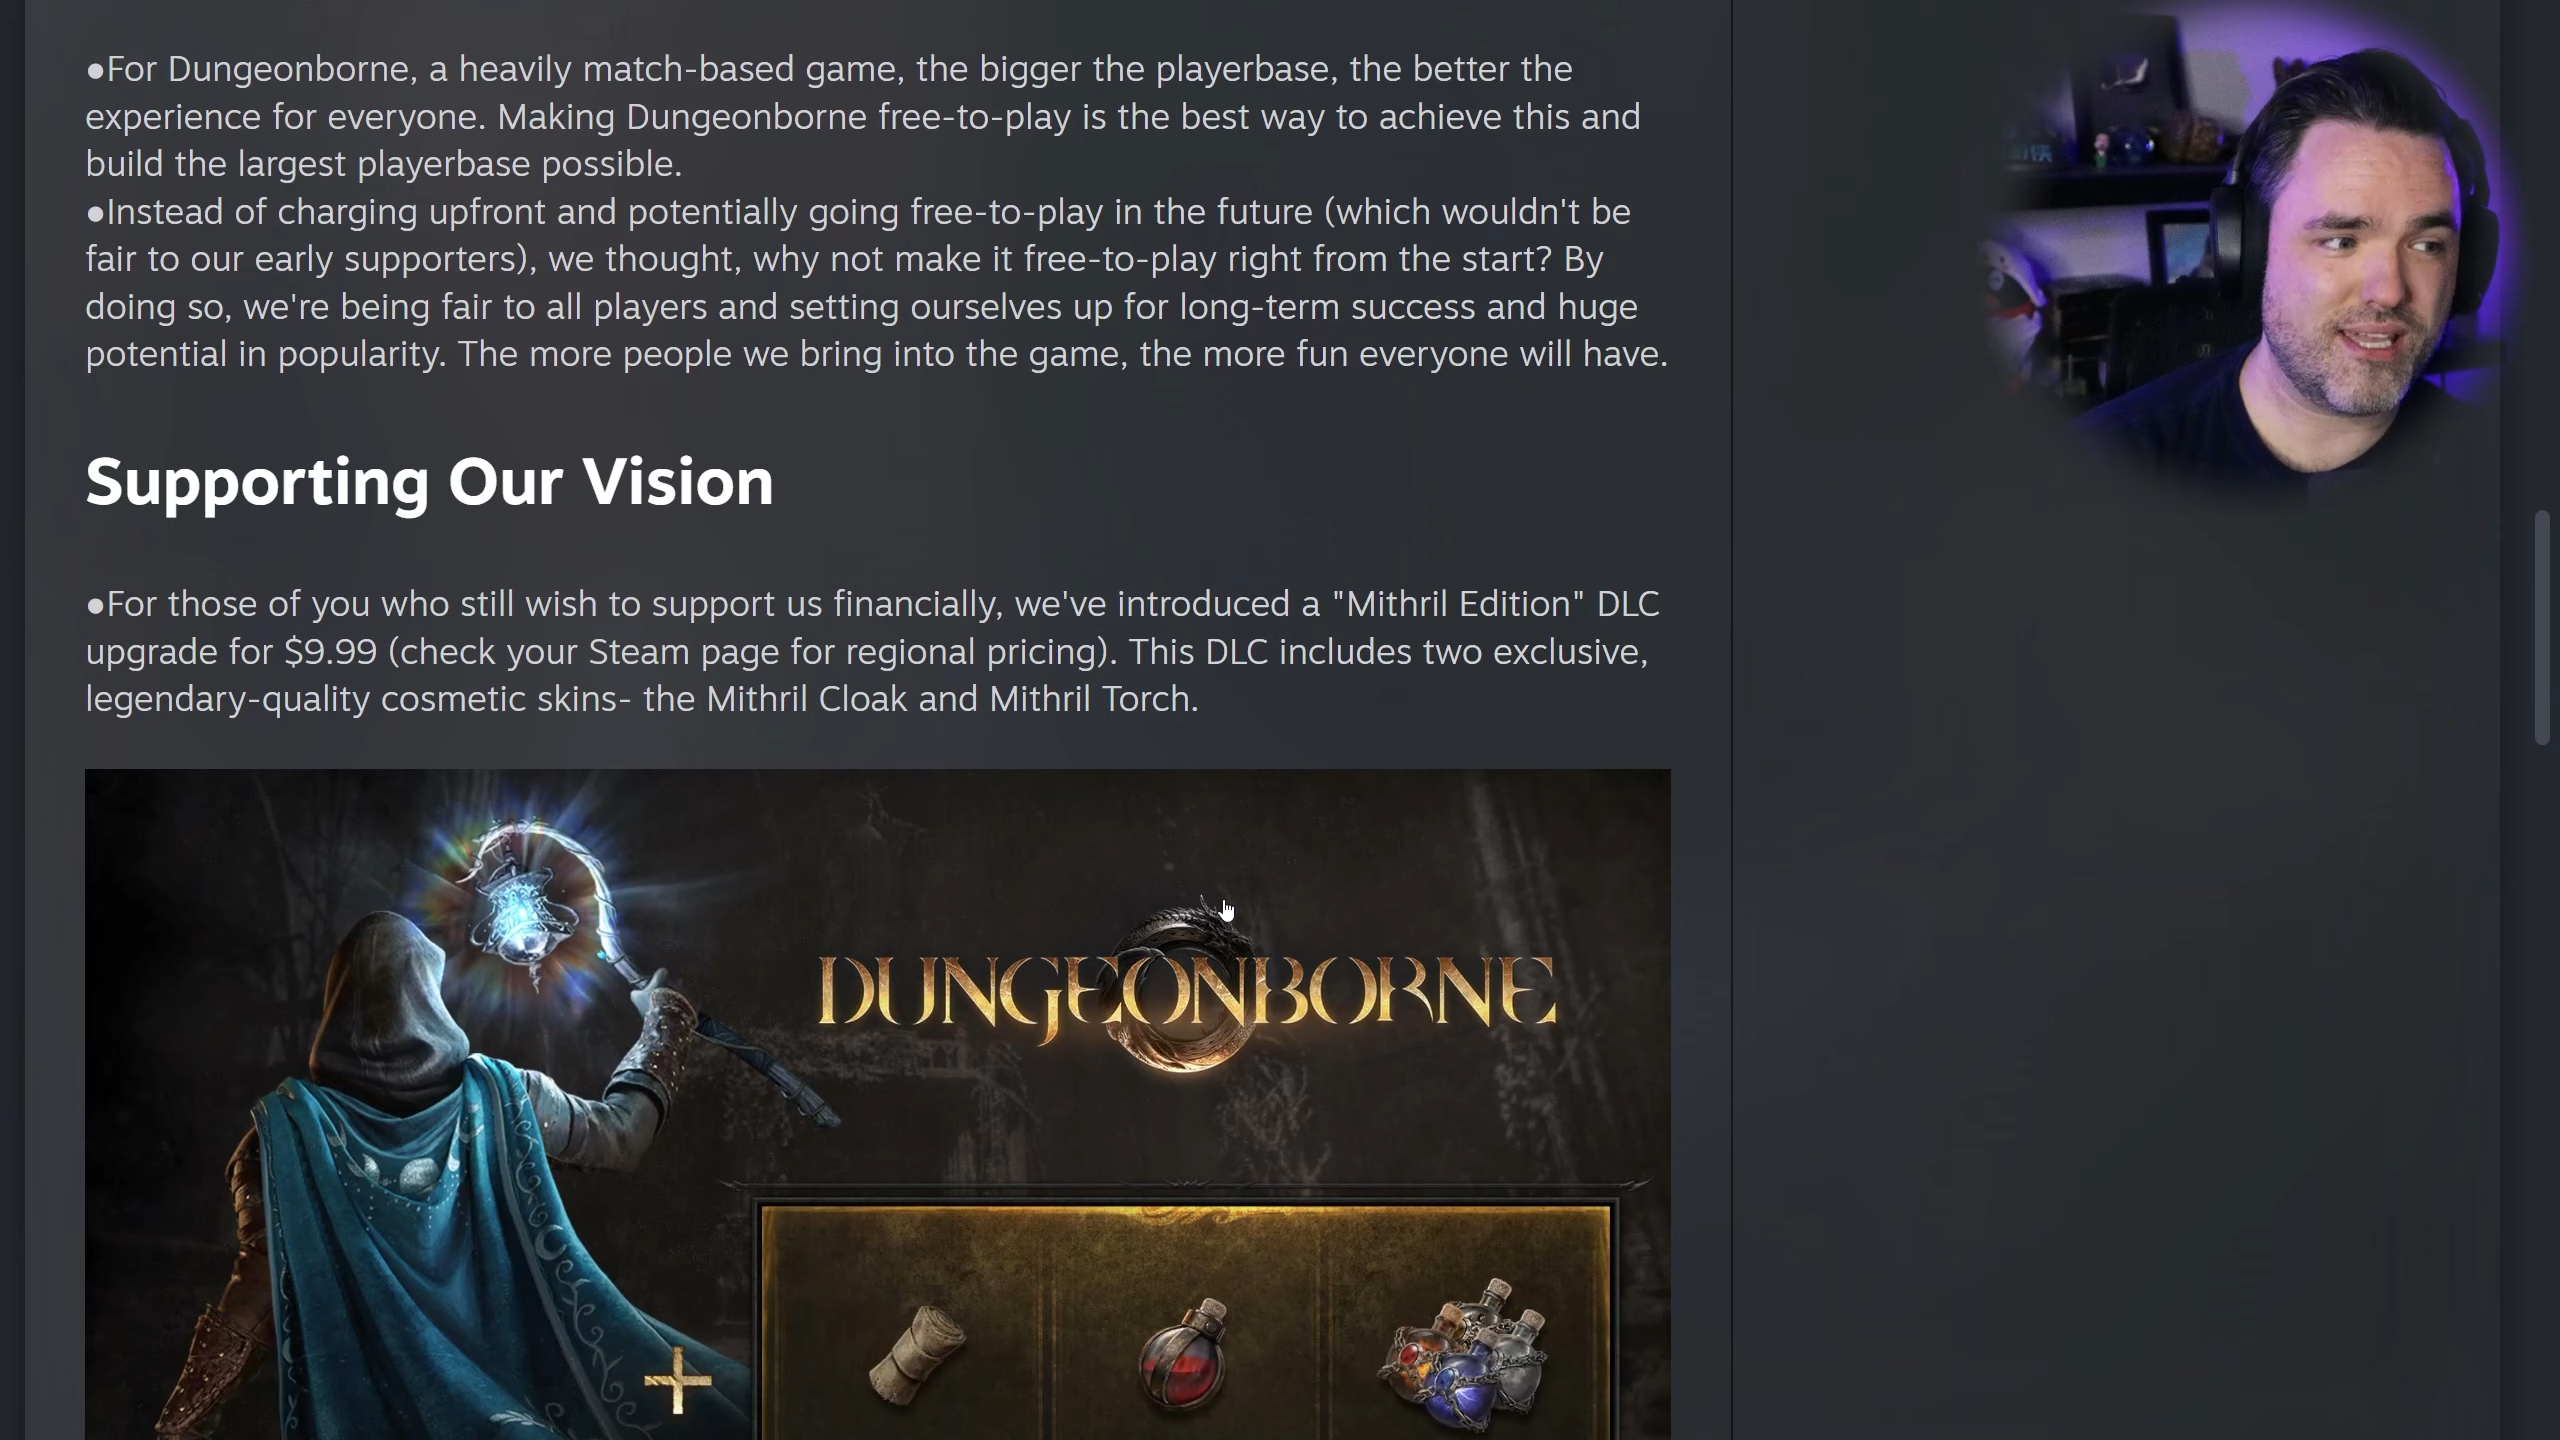 ●For Dungeonborne, a heavily match-based game, the bigger the playerbase, the better the
experience for everyone. Making Dungeonborne free-to-play is the best way to achieve this and
build the largest playerbase possible.
●Instead of charging upfront and potentially going free-to-play in the future (which wouldn't be
fair to our early supporters), we thought, why not make it free-to-play right from the start? By
doing so, we're being fair to all players and setting ourselves up for long-term success and huge
potential in popularity. The more people we bring into the game, the more fun everyone will have.
Supporting Our Vision
●For those of you who still wish to support us financially, we've introduced a "Mithril Edition" DLC
upgrade for $9.99 (check your Steam page for regional pricing). This DLC includes two exclusive,
legendary-quality cosmetic skins- the Mithril Cloak and Mithril Torch.
DUNGEONBORNE